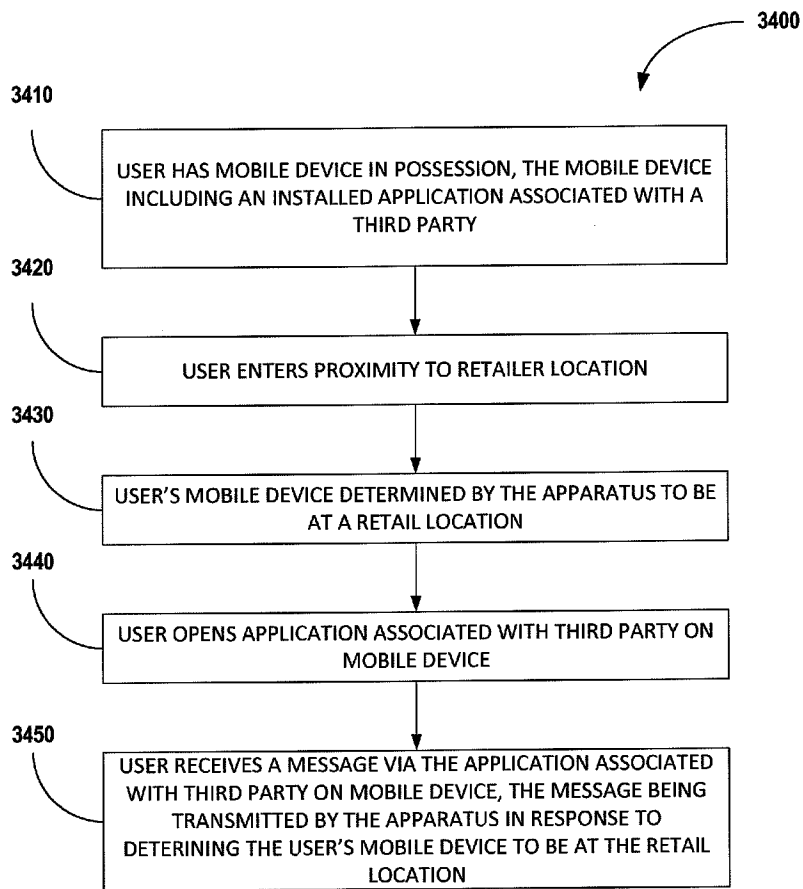 3400
3410
USER HAS MOBILE DEVICE IN POSSESSION, THE MOBILE DEVICE
INCLUDING AN INSTALLED APPLICATION ASSOCIATED WITH A
THIRD PARTY
3420
USER ENTERS PROXIMITY TO RETAILER LOCATION
3430
USER'S MOBILE DEVICE DETERMINED BY THE APPARATUS TO BE
AT A RETAIL LOCATION
3440
USER OPENS APPLICATION ASSOCIATED WITH THIRD PARTY ON
MOBILE DEVICE
3450
USER RECEIVES A MESSAGE VIA THE APPLICATION ASSOCIATED
WITH THIRD PARTY ON MOBILE DEVICE, THE MESSAGE BEING
TRANSMITTED BY THE APPARATUS IN RESPONSE TO
DETERINING THE USER'S MOBILE DEVICE TO BE AT THE RETAIL
LOCATION